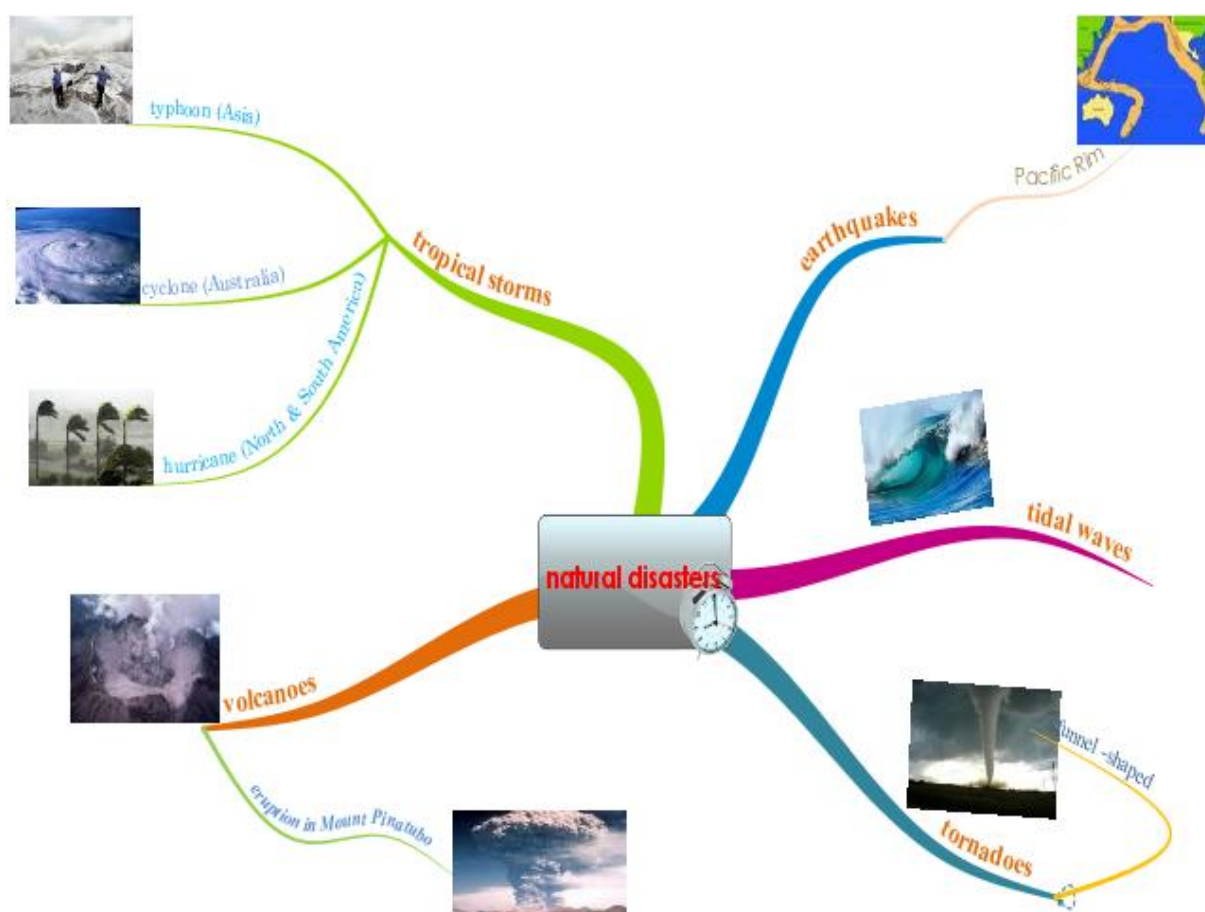 typhoon (Asia)
cyclone (Australia)
hurricane (North & South America)
tropical storms
Pacific Rim
earthquakes
natural disasters
tidal waves
volcanoes
eruption in Mount Pinatubo
funnel -shaped
tornadoes